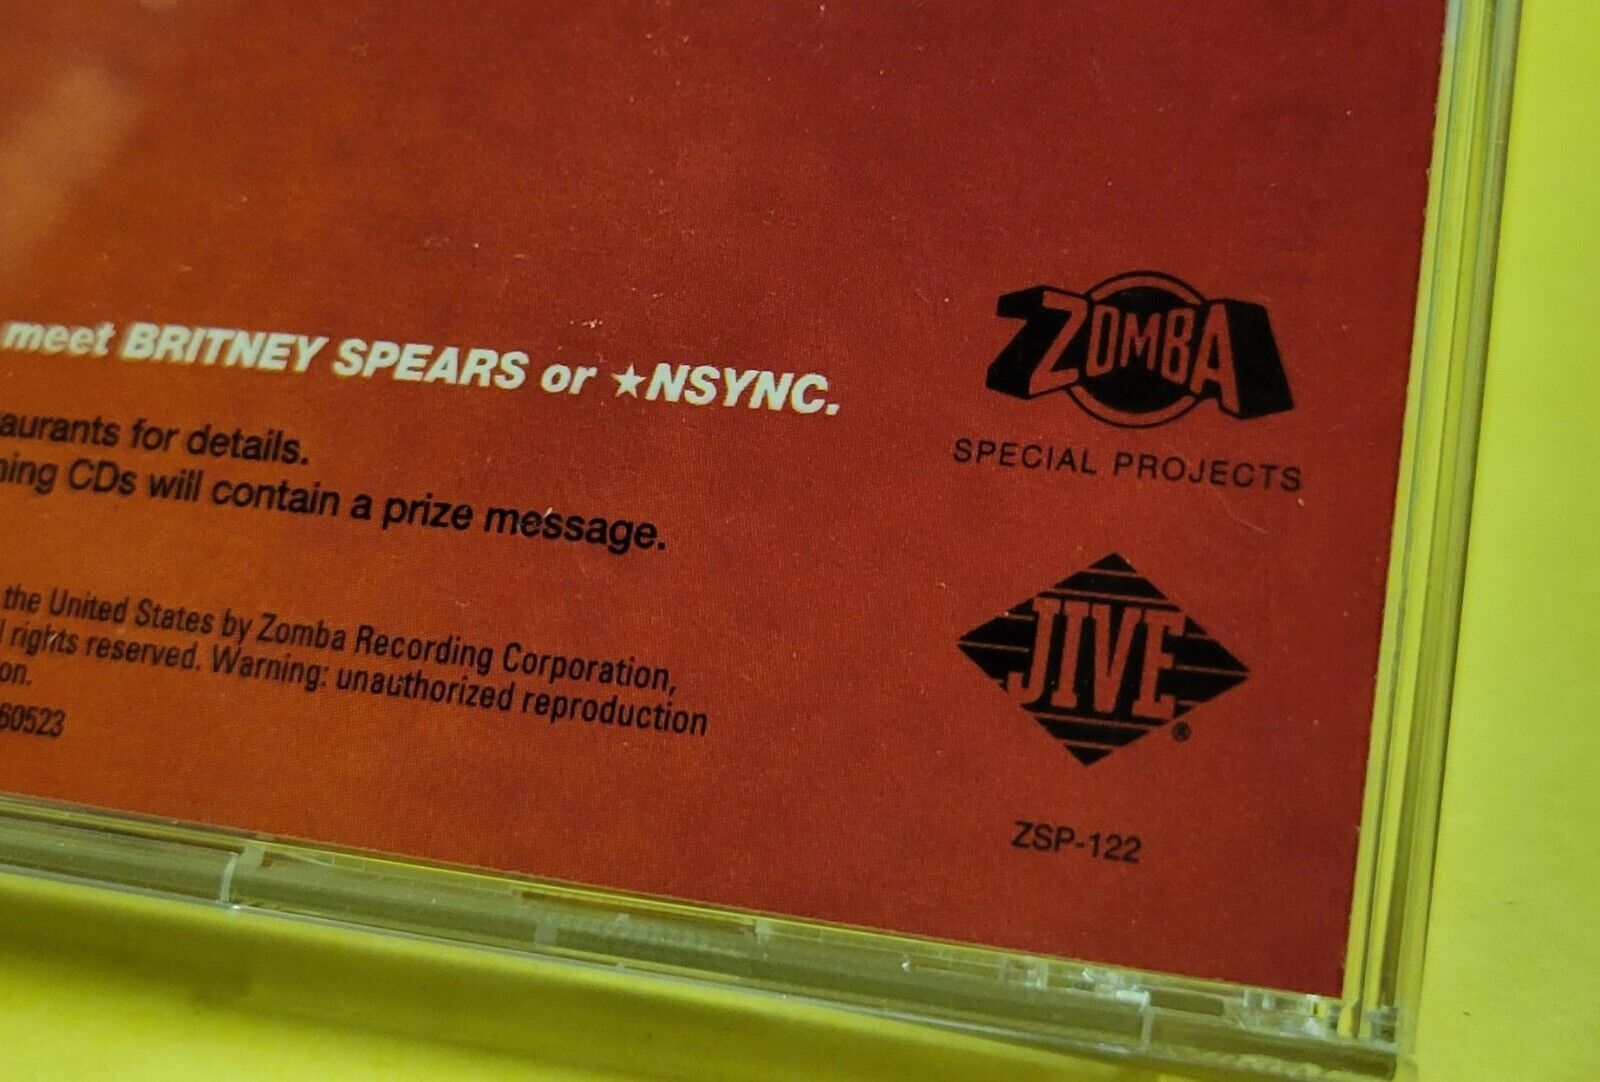 meet BRITNEY SPEARS or ★NSYNC.
aurants for details.
ning CDs will contain a prize message.
the United States by Zomba Recording Corporation,
l rights reserved. Warning: unauthorized reproduction
on.
60523
ZOMBA
SPECIAL PROJECTS
JIVE®
ZSP-122